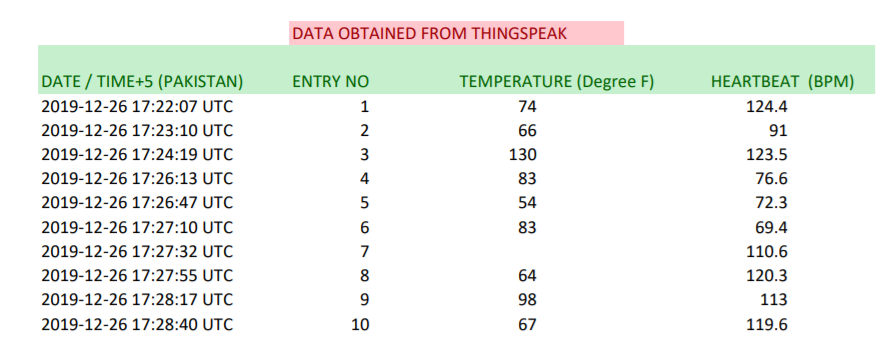 DATA OBTAINED FROM THINGSPEAK
DATE / TIME+5 (PAKISTAN) ENTRY NO TEMPERATURE (Degree F) HEARTBEAT (BPM)
2019-12-26 17:22:07 UTC 1 74 124.4
2019-12-26 17:23:10 UTC 2 66 91
2019-12-26 17:24:19 UTC 3 130 123.5
2019-12-26 17:26:13 UTC 4 83 76.6
2019-12-26 17:26:47 UTC 5 54 72.3
2019-12-26 17:27:10 UTC 6 83 69.4
2019-12-26 17:27:32 UTC 7 110.6
2019-12-26 17:27:55 UTC 8 64 120.3
2019-12-26 17:28:17 UTC 9 98 113
2019-12-26 17:28:40 UTC 10 67 119.6